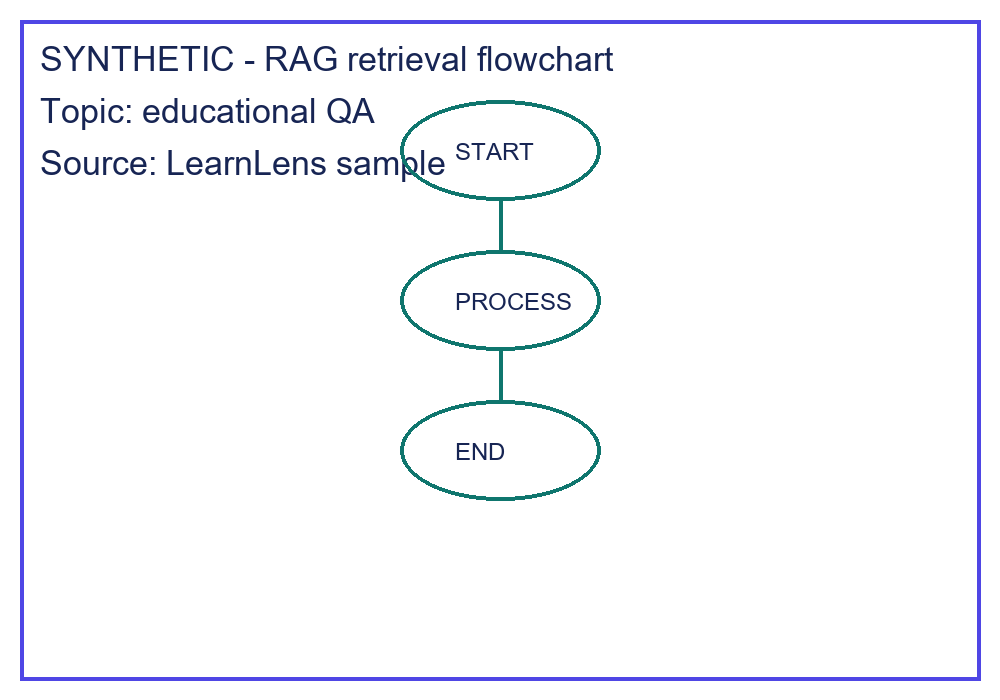 SYNTHETIC - RAG retrieval flowchart
Topic: educational QA
Source: LearnLens sample
START
PROCESS
END